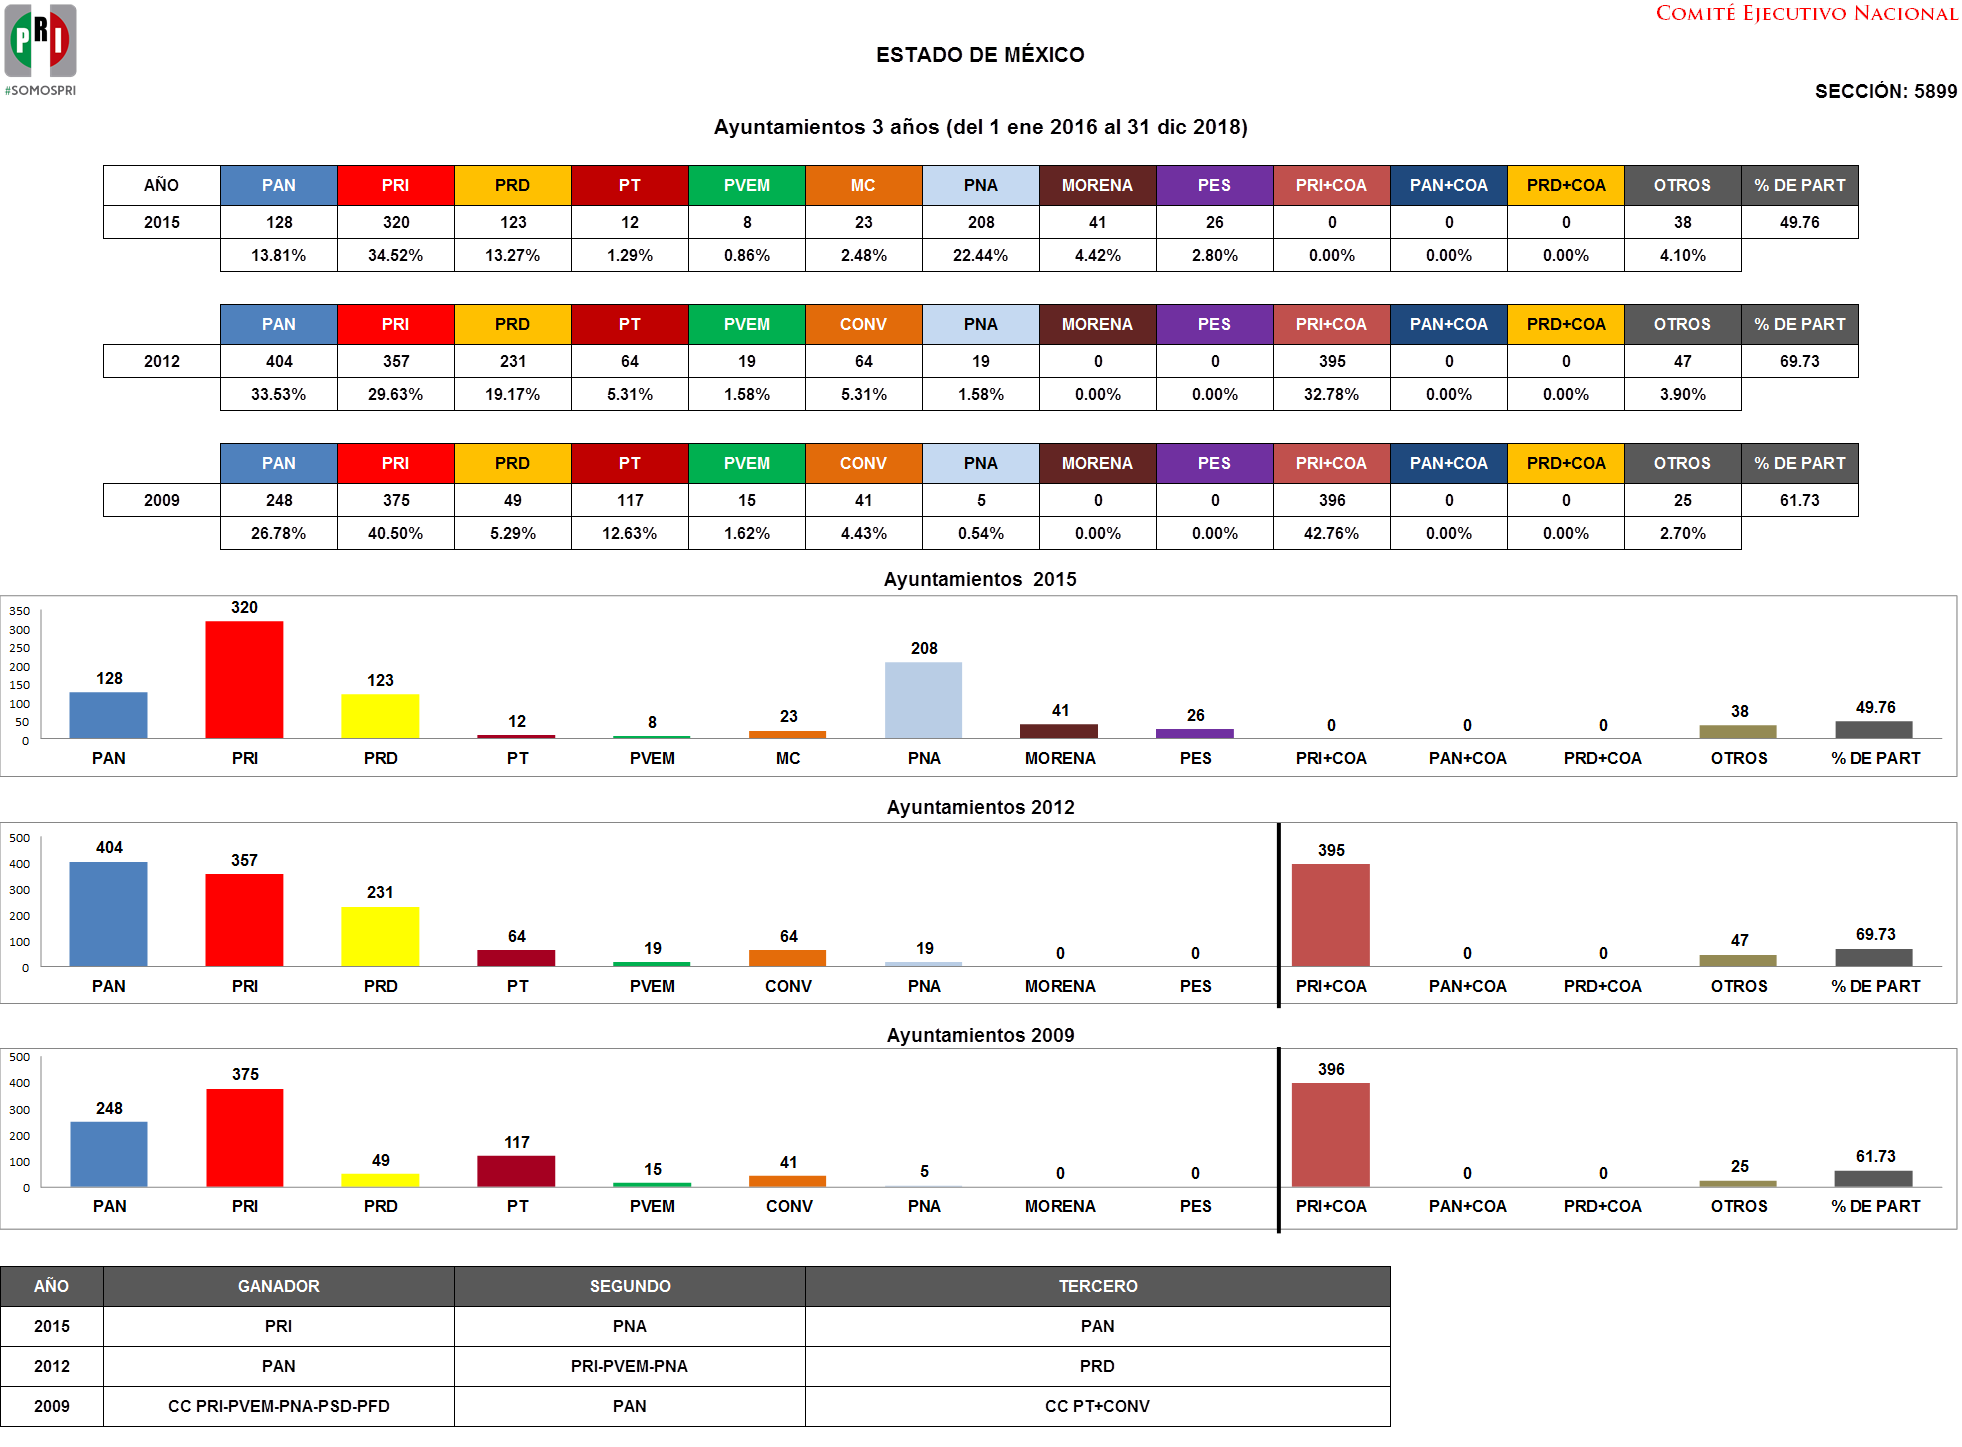 PRI
#SOMOSPRI
COMITÉ EJECUTIVO NACIONAL
ESTADO DE MÉXICO
SECCIÓN: 5899
Ayuntamientos 3 años (del 1 ene 2016 al 31 dic 2018)
AÑO PAN PRI PRD PT PVEM MC PNA MORENA PES PRI+COA PAN+COA PRD+COA OTROS % DE PART
2015 128 320 123 12 8 23 208 41 26 0 0 0 38 49.76
13.81% 34.52% 13.27% 1.29% 0.86% 2.48% 22.44% 4.42% 2.80% 0.00% 0.00% 0.00% 4.10%
PAN PRI PRD PT PVEM CONV PNA MORENA PES PRI+COA PAN+COA PRD+COA OTROS % DE PART
2012 404 357 231 64 19 64 19 0 0 395 0 0 47 69.73
33.53% 29.63% 19.17% 5.31% 1.58% 5.31% 1.58% 0.00% 0.00% 32.78% 0.00% 0.00% 3.90%
PAN PRI PRD PT PVEM CONV PNA MORENA PES PRI+COA PAN+COA PRD+COA OTROS % DE PART
2009 248 375 49 117 15 41 5 0 0 396 0 0 25 61.73
26.78% 40.50% 5.29% 12.63% 1.62% 4.43% 0.54% 0.00% 0.00% 42.76% 0.00% 0.00% 2.70%
Ayuntamientos 2015
350
300
250
200
150
100
50
0
128 320 123 12 8 23 208 41 26 0 0 0 38 49.76
PAN PRI PRD PT PVEM MC PNA MORENA PES PRI+COA PAN+COA PRD+COA OTROS % DE PART
Ayuntamientos 2012
500
400
300
200
100
0
404 357 231 64 19 64 19 0 0 395 0 0 47 69.73
PAN PRI PRD PT PVEM CONV PNA MORENA PES PRI+COA PAN+COA PRD+COA OTROS % DE PART
Ayuntamientos 2009
500
400
300
200
100
0
248 375 49 117 15 41 5 0 0 396 0 0 25 61.73
PAN PRI PRD PT PVEM CONV PNA MORENA PES PRI+COA PAN+COA PRD+COA OTROS % DE PART
AÑO GANADOR SEGUNDO TERCERO
2015 PRI PNA PAN
2012 PAN PRI-PVEM-PNA PRD
2009 CC PRI-PVEM-PNA-PSD-PFD PAN CC PT+CONV